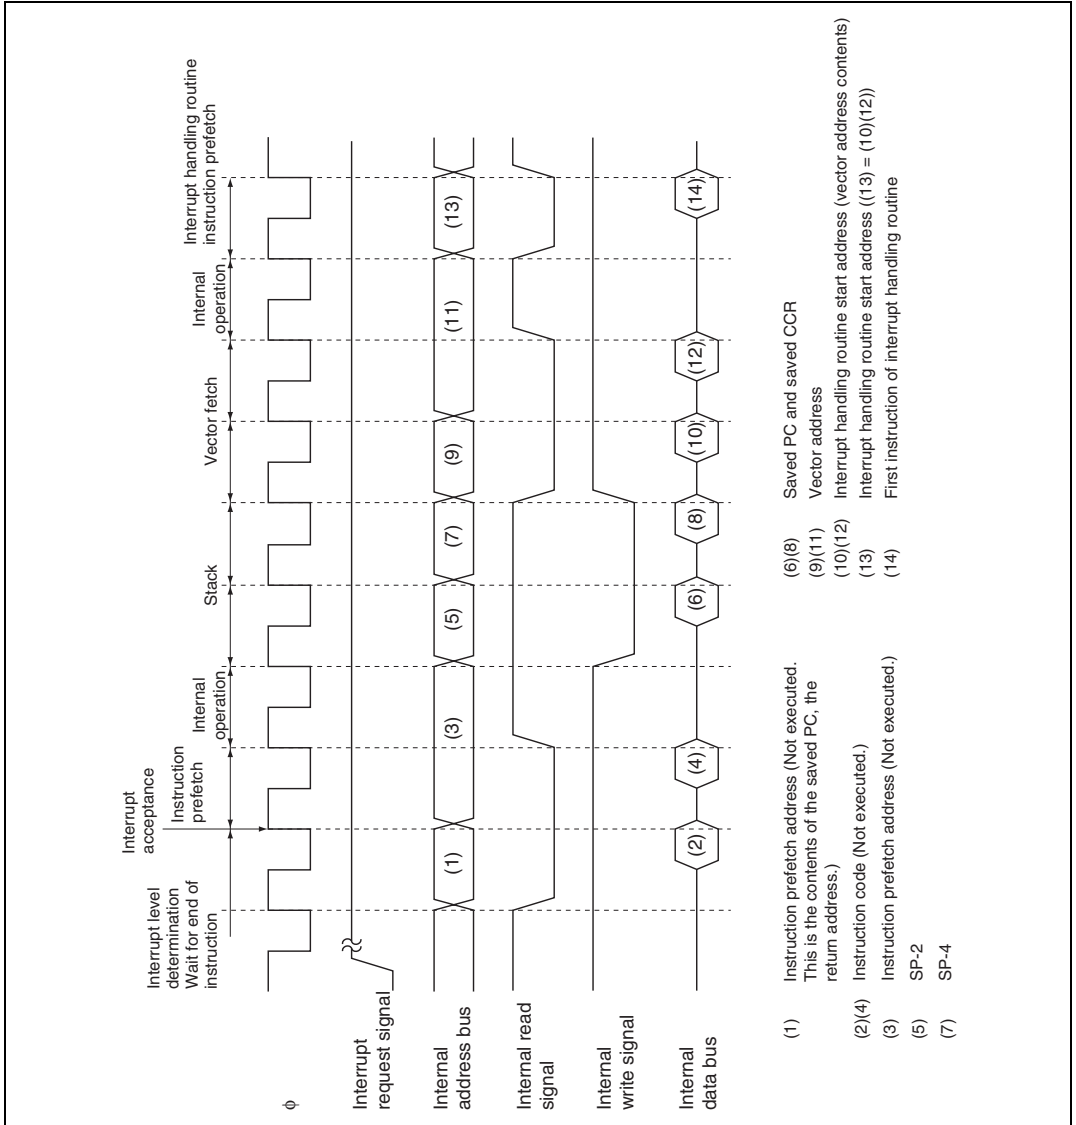 Interrupt level
determination
Wait for end of
instruction
Interrupt
acceptance
Instruction
prefetch
Internal
operation
Stack
Vector fetch
Internal
operation
Interrupt handling routine
instruction prefetch
φ
Interrupt
request signal
Internal
address bus
(1)
(3)
(5)
(7)
(9)
(11)
(13)
Internal read
signal
Internal
write signal
Internal
data bus
(2)
(4)
(6)
(8)
(10)
(12)
(14)
(1) Instruction prefetch address (Not executed.
This is the contents of the saved PC, the
return address.)
(2)(4) Instruction code (Not executed.)
(3) Instruction prefetch address (Not executed.)
(5) SP-2
(7) SP-4
(6)(8) Saved PC and saved CCR
(9)(11) Vector address
(10)(12) Interrupt handling routine start address (vector address contents)
(13) Interrupt handling routine start address ((13) = (10)(12))
(14) First instruction of interrupt handling routine